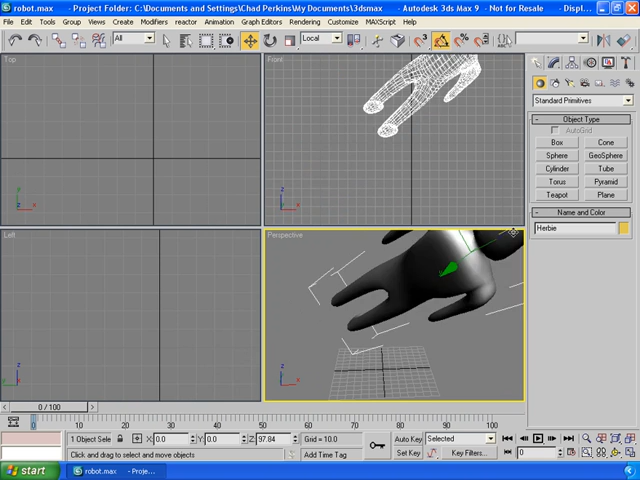 robot.max - Project Folder: C:\Documents and Settings\Chad Perkins\My Documents\3dsmax - Autodesk 3ds Max 9 - Not for Resale - Displ...
File Edit Tools Group Views Create Modifiers reactor Animation Graph Editors Rendering Customize MAXScript Help
All Local
3
Top
Front
Standard Primitives
- Object Type
AutoGrid
Box Cone
Sphere GeoSphere
Cylinder Tube
Torus Pyramid
Teapot Plane
- Name and Color
Herbie
y x
z x
Left
Perspective
z y
z x
< 0 / 100 >
0 10 20 30 40 50 60 70 80 90 100
1 Object Sele X: 0.0 Y: 0.0 Z: 97.84 Grid = 10.0 Auto Key Selected
Click and drag to select and move objects Add Time Tag Set Key Key Filters... 0
start robot.max - Proje...